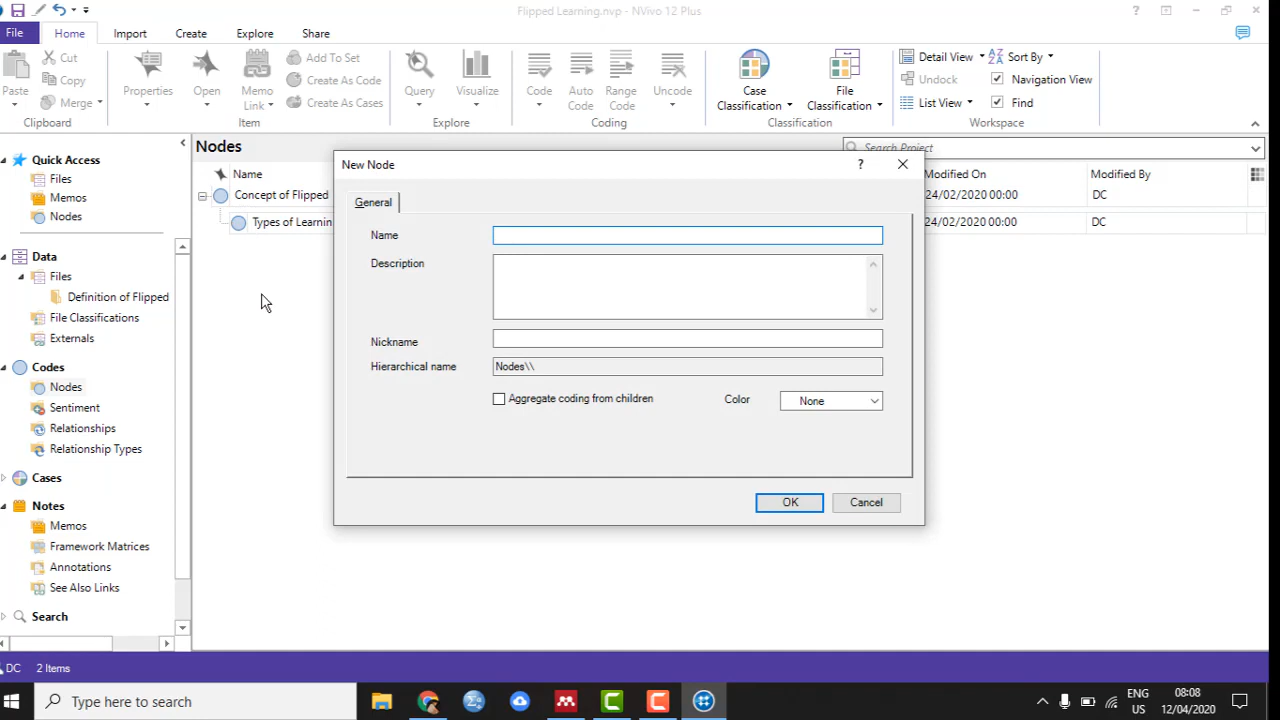 Flipped Learning.nvp - NVivo 12 Plus
File Home Import Create Explore Share
Cut Add To Set Detail View Sort By
Copy Create As Code Undock Navigation View
Paste Merge Properties Open Memo Link Create As Cases Query Visualize Code Auto Code Range Code Uncode Case Classification File Classification List View Find
Clipboard Item Explore Coding Classification Workspace
Quick Access
Files
Memos
Nodes
Data
Files
Definition of Flipped
File Classifications
Externals
Codes
Nodes
Sentiment
Relationships
Relationship Types
Cases
Notes
Memos
Framework Matrices
Annotations
See Also Links
Search
Nodes Search Project
Name Modified On Modified By
Concept of Flipped 24/02/2020 00:00 DC
Types of Learnin 24/02/2020 00:00 DC
New Node
General
Name
Description
Nickname
Hierarchical name Nodes\\
Aggregate coding from children Color None
OK Cancel
DC 2 Items
Type here to search
ENG
US
08:08
12/04/2020